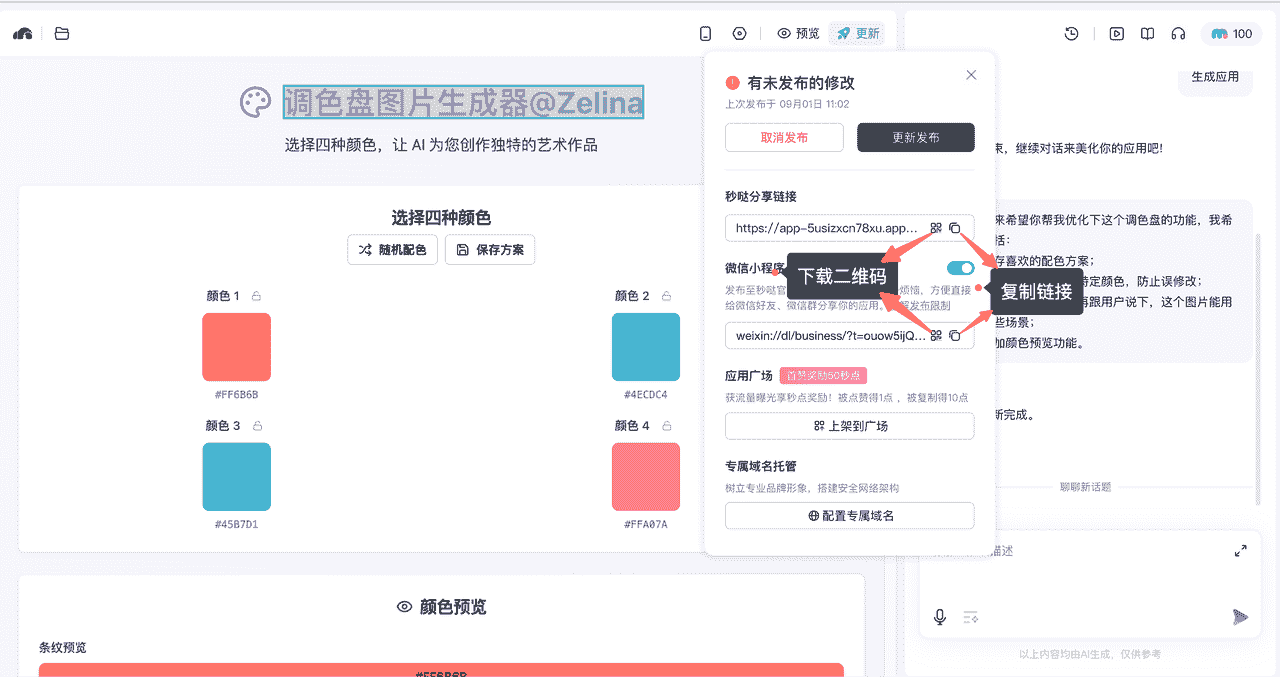 预览
更新
100
生成应用
调色盘图片生成器@Zelina
选择四种颜色，让 AI 为您创作独特的艺术作品
选择四种颜色
随机配色
保存方案
颜色 1
颜色 2
#FF6B6B
#4ECDC4
颜色 3
颜色 4
#45B7D1
#FFA07A
颜色预览
条纹预览
#FF6B6B
有未发布的修改
上次发布于 09月01日 11:02
取消发布
更新发布
秒哒分享链接
https://app-5usizxcn78xu.app...
微信小程序
下载二维码
复制链接
发布至秒哒官
烦恼，方便直接
给微信好友、微信群分享你的应用。
解发布限制
weixin://dl/business/?t=ouow5ijQ...
应用广场
首赞奖励50秒点
获流量曝光享秒点奖励！被点赞得1点 ，被复制得10点
上架到广场
专属域名托管
树立专业品牌形象，搭建安全网络架构
配置专属域名
束，继续对话来美化你的应用吧!
来希望你帮我优化下这个调色盘的功能，我希
括：
存喜欢的配色方案；
特定颜色，防止误修改；
再跟用户说下，这个图片能用
些场景；
加颜色预览功能。
新完成。
聊聊新话题
描述
以上内容均由AI生成，仅供参考